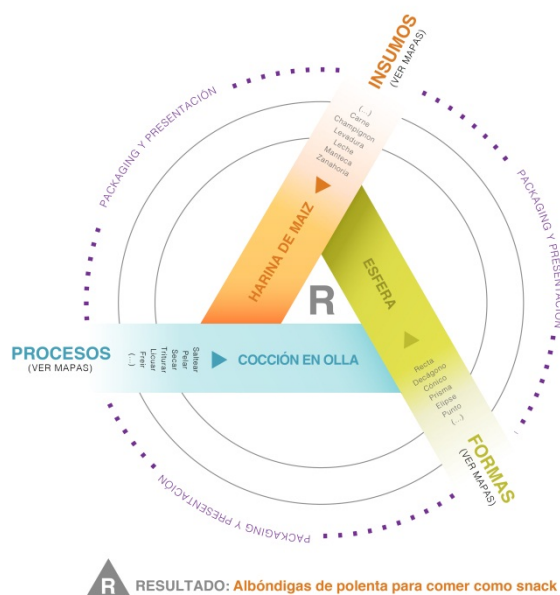 INSUMOS
(VER MAPAS)
(...)
Carne
Champignon
Levadura
Leche
Manteca
Zanahoria
HARINA DE MAIZ
PACKAGING Y PRESENTACIÓN
PACKAGING Y PRESENTACIÓN
ESFERA
R
PROCESOS
(VER MAPAS)
(...)
Freir
Licuar
Triturar
Secar
Pelar
Saltear
COCCIÓN EN OLLA
Recta
Decágono
Cónico
Prisma
Elipse
Punto
(...)
FORMAS
(VER MAPAS)
PACKAGING Y PRESENTACIÓN
R RESULTADO: Albóndigas de polenta para comer como snack